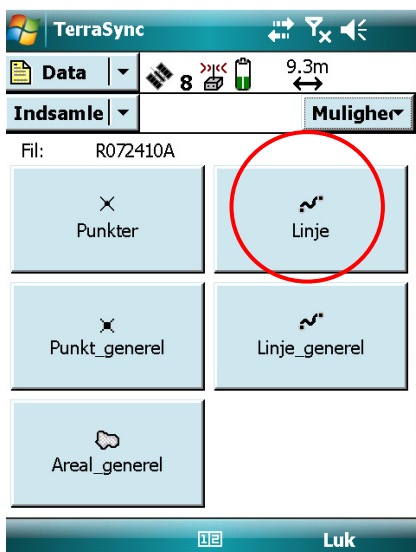 TerraSync
Data 8 9.3m
Indsamle Mulighe
Fil: R072410A
Punkter Linje
Punkt_generel Linje_generel
Areal_generel
Luk